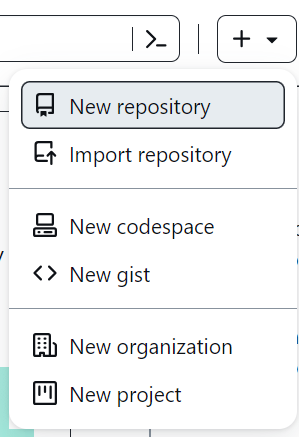 New repository
Import repository
New codespace
New gist
New organization
New project